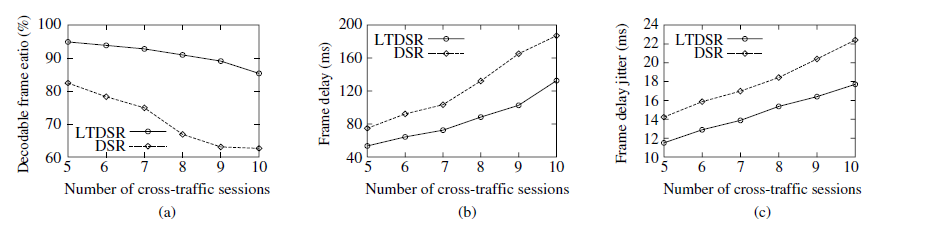 Decodable frame eatio (%)
100
90
80
70
60
LTDSR
DSR
5 6 7 8 9 10
Number of cross-traffic sessions
(a)
Frame delay (ms)
200
160
120
80
40
LTDSR
DSR
5 6 7 8 9 10
Number of cross-traffic sessions
(b)
Frame delay jitter (ms)
24
22
20
18
16
14
12
10
LTDSR
DSR
5 6 7 8 9 10
Number of cross-traffic sessions
(c)